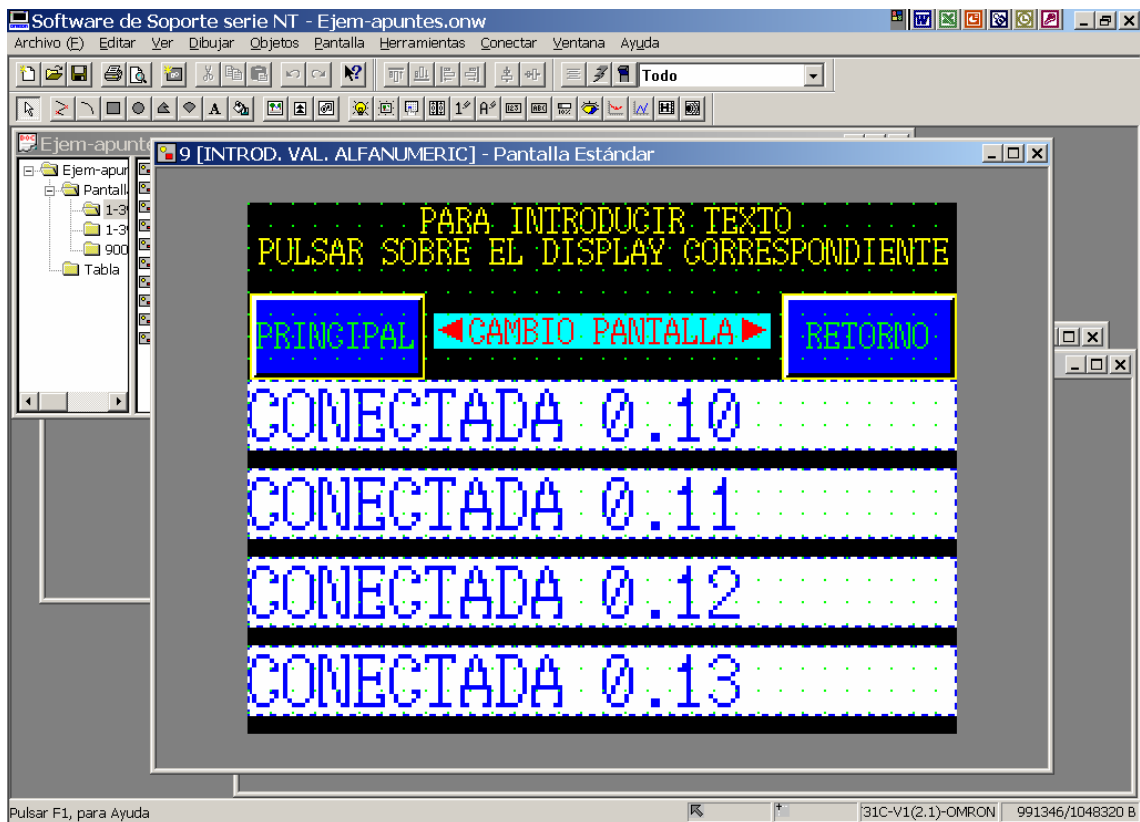 Software de Soporte serie NT - Ejem-apuntes.onw
Archivo (F) Editar Ver Dibujar Objetos Pantalla Herramientas Conectar Ventana Ayuda
Todo
Ejem-apunt
9 [INTROD. VAL. ALFANUMERIC] - Pantalla Estándar
Ejem-apur
Pantall
1-3
1-3
900
Tabla
PARA INTRODUCIR TEXTO
PULSAR SOBRE EL DISPLAY CORRESPONDIENTE
PRINCIPAL CAMBIO PANTALLA RETORNO
CONECTADA 0.10
CONECTADA 0.11
CONECTADA 0.12
CONECTADA 0.13
Pulsar F1, para Ayuda '31C-V1(2.1)-OMRON 991346/1048320 B